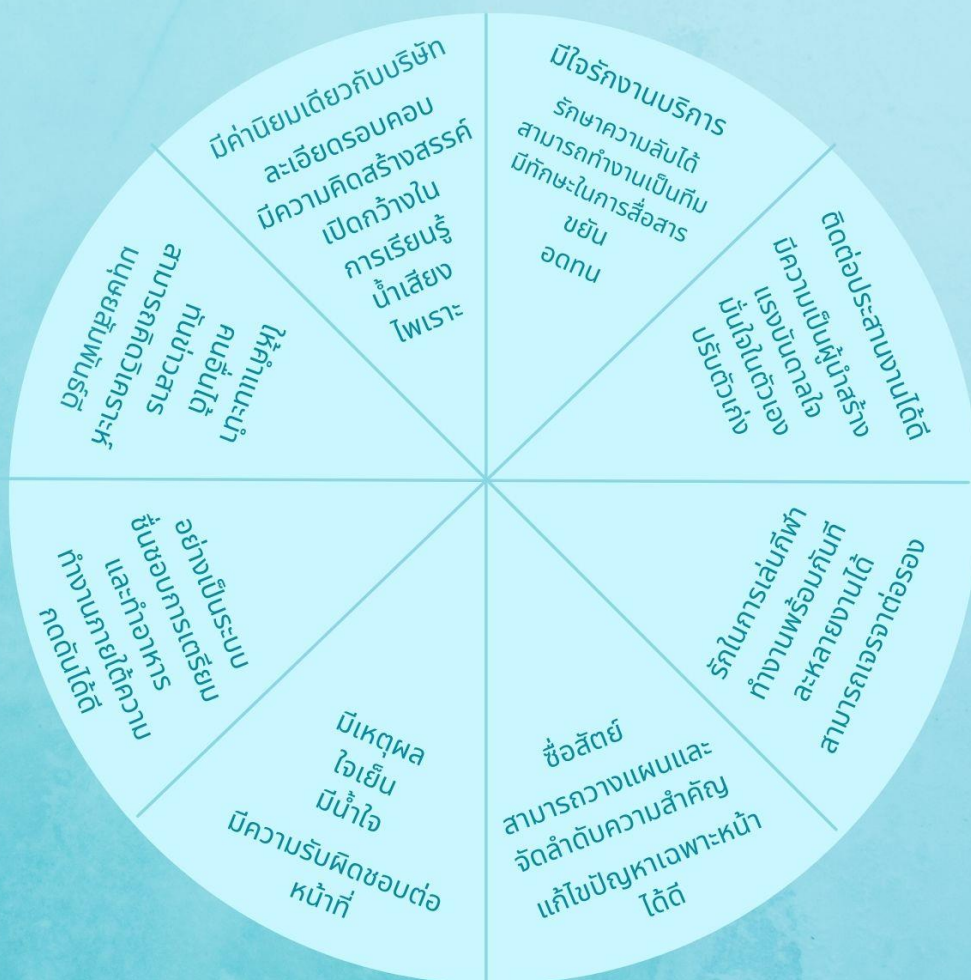 มีใจรักงานบริการ
รักษาความลับได้
สามารถทำงานเป็นทีม
มีทักษะในการสื่อสาร
ขยัน
อดทน
ติดต่อประสานงานได้ดี
มีความเป็นผู้นำสร้าง
แรงบันดาลใจ
มั่นใจในตัวเอง
ปรับตัวเก่ง
รักในการเล่นกีฬา
ทำงานพร้อมกันที
ละหลายงานได้
สามารถเจรจาต่อรอง
ซื่อสัตย์
สามารถวางแผนและ
จัดลำดับความสำคัญ
แก้ไขปัญหาเฉพาะหน้า
ได้ดี
มีเหตุผล
ใจเย็น
มีน้ำใจ
มีความรับผิดชอบต่อ
หน้าที่
อย่างเป็นระบบ
ชื่นชอบการเตรียม
และทำอาหาร
ทำงานภายใต้ความ
กดดันได้ดี
ให้คำแนะนำ
คนอื่นได้
ทันข่าวสาร
สามารถคิดวิเคราะห์
มนุษยสัมพันธ์ดี
มีค่านิยมเดียวกับบริษัท
ละเอียดรอบคอบ
มีความคิดสร้างสรรค์
เปิดกว้างใน
การเรียนรู้
น้ำเสียง
ไพเราะ